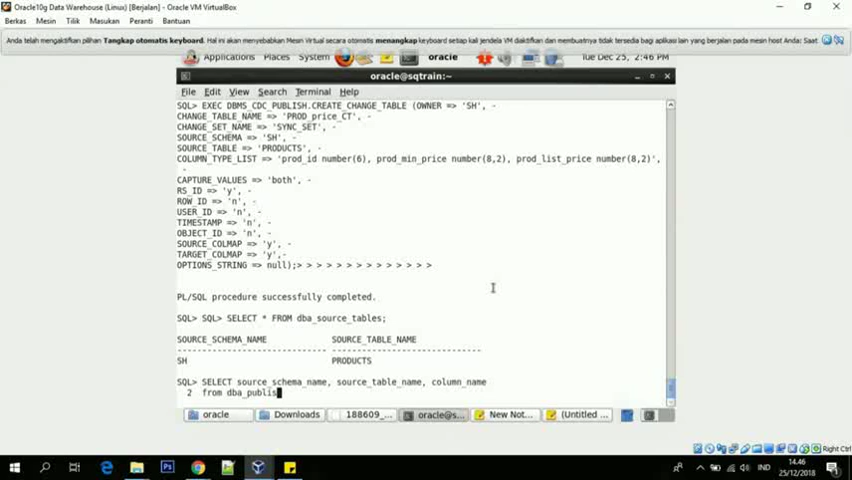 Oracle10g Data Warehouse (Linux) [Berjalan] - Oracle VM VirtualBox
Berkas Mesin Tilik Masukan Peranti Bantuan
Anda telah mengaktifkan pilihan Tangkap otomatis keyboard. Hal ini akan menyebabkan Mesin Virtual secara otomatis menangkap keyboard setiap kali jendela VM diaktifkan dan membuatnya tidak tersedia bagi aplikasi lain yang berjalan pada mesin host Anda: Saat
Applications Places System oracle Tue Dec 25, 2:46 PM
oracle@sqtrain:~
File Edit View Search Terminal Help
SQL> EXEC DBMS_CDC_PUBLISH.CREATE_CHANGE_TABLE (OWNER => 'SH', -
CHANGE_TABLE_NAME => 'PROD_price_CT', -
CHANGE_SET_NAME => 'SYNC_SET', -
SOURCE_SCHEMA => 'SH', -
SOURCE_TABLE => 'PRODUCTS', -
COLUMN_TYPE_LIST => 'prod_id number(6), prod_min_price number(8,2), prod_list_price number(8,2)',
-
CAPTURE_VALUES => 'both', -
RS_ID => 'y', -
ROW_ID => 'n', -
USER_ID => 'n', -
TIMESTAMP => 'n', -
OBJECT_ID => 'n', -
SOURCE_COLMAP => 'y', -
TARGET_COLMAP => 'y',-
OPTIONS_STRING => null);> > > > > > > > > > > > > > >
PL/SQL procedure successfully completed.
SQL> SQL> SELECT * FROM dba_source_tables;
SOURCE_SCHEMA_NAME SOURCE_TABLE_NAME
------------------------------ ------------------------------
SH PRODUCTS
SQL> SELECT source_schema_name, source_table_name, column_name
2 from dba_publis
oracle Downloads 188609_... oracle@s... New Not... (Untitled ...
Right Ctrl
IND 14.46
25/12/2018